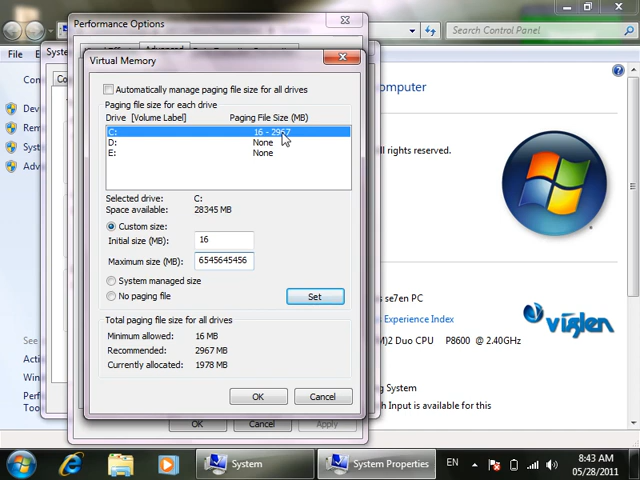 Performance Options
Search Control Panel
Virtual Memory
File
Automatically manage paging file size for all drives
Paging file size for each drive
Drive [Volume Label] Paging File Size (MB)
C: 16 - 2967
D: None
E: None
Selected drive: C:
Space available: 28345 MB
Custom size:
Initial size (MB): 16
Maximum size (MB): 6545645456
System managed size
No paging file
Set
Total paging file size for all drives
Minimum allowed: 16 MB
Recommended: 2967 MB
Currently allocated: 1978 MB
OK Cancel
OK Cancel Apply
omputer
ll rights reserved.
se7en PC
Experience Index
M)2 Duo CPU P8600 @ 2.40GHz
viglen
ting System
h Input is available for this
System
System Properties
EN
8:43 AM
05/28/2011